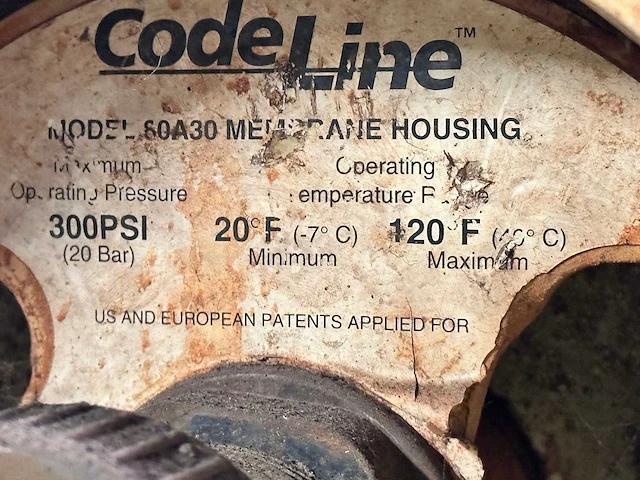 CodeLine™
MODEL 80A30 MEMBRANE HOUSING
Maximum Operating
Operating Pressure Temperature Range
300PSI 20°F (-7° C) 120°F (49° C)
(20 Bar) Minimum Maximum
US AND EUROPEAN PATENTS APPLIED FOR